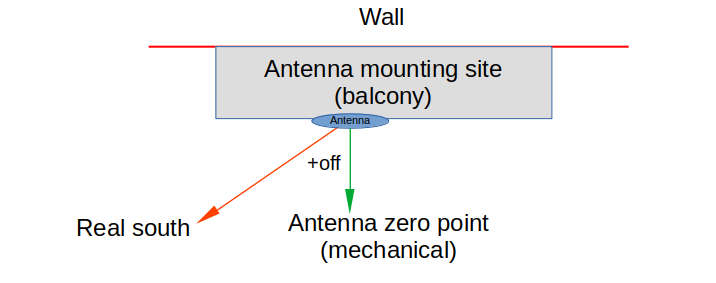 Wall
Antenna mounting site
(balcony)
Antenna
+off
Real south
Antenna zero point
(mechanical)